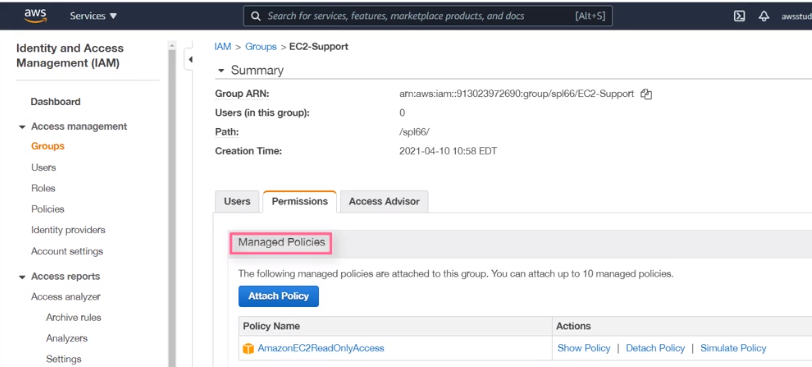 aws Services ▼ Search for services, features, marketplace products, and docs [Alt+S] awsstud
Identity and Access
Management (IAM)
Dashboard
Access management
Groups
Users
Roles
Policies
Identity providers
Account settings
Access reports
Access analyzer
Archive rules
Analyzers
Settings
IAM > Groups > EC2-Support
Summary
Group ARN: arn:aws:iam::913023972690:group/spl66/EC2-Support
Users (in this group): 0
Path: /spl66/
Creation Time: 2021-04-10 10:58 EDT
Users Permissions Access Advisor
Managed Policies
The following managed policies are attached to this group. You can attach up to 10 managed policies.
Attach Policy
Policy Name Actions
AmazonEC2ReadOnlyAccess Show Policy | Detach Policy | Simulate Policy